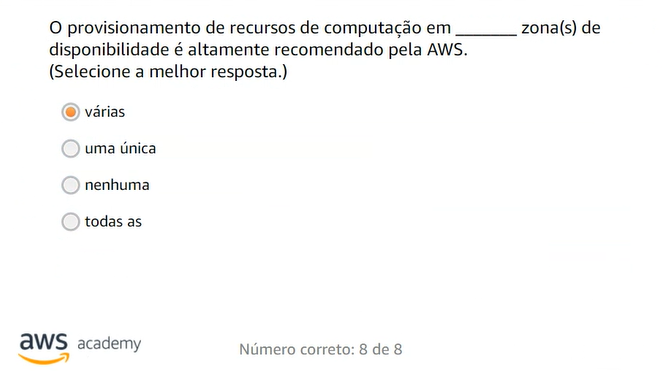 O provisionamento de recursos de computação em _______ zona(s) de
disponibilidade é altamente recomendado pela AWS.
(Selecione a melhor resposta.)
várias
uma única
nenhuma
todas as
aws academy
Número correto: 8 de 8